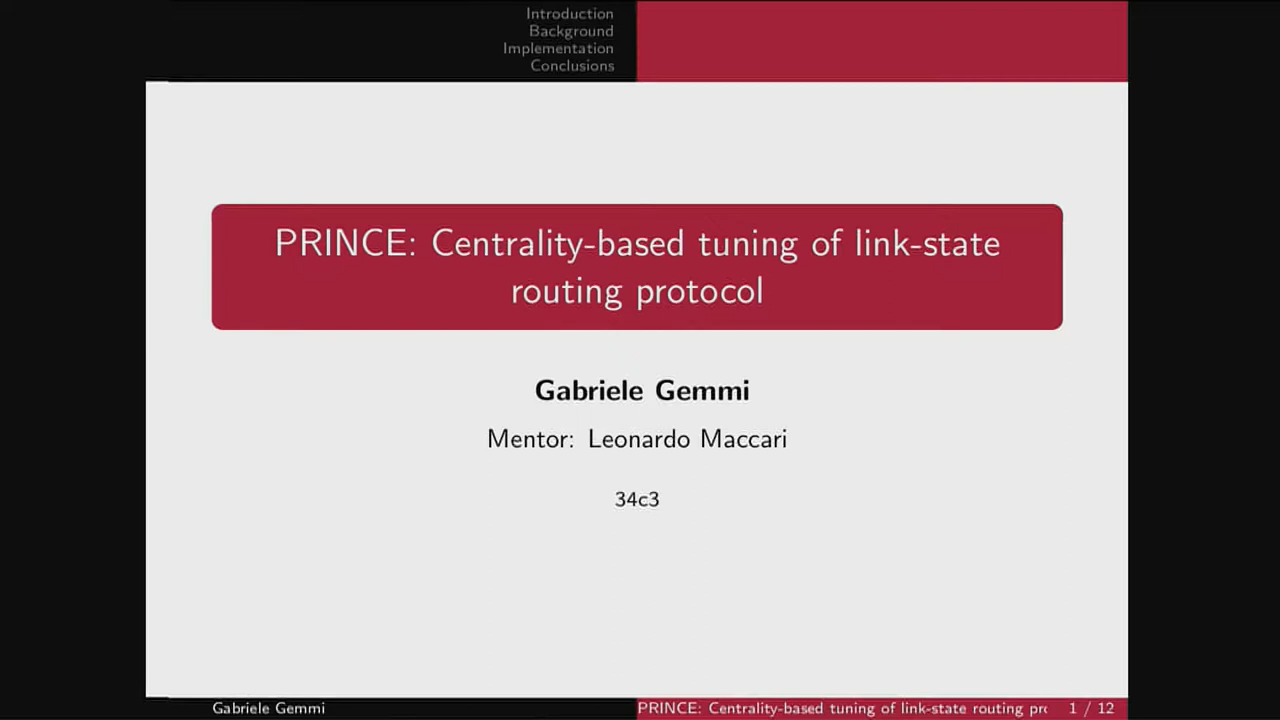 Introduction
Background
Implementation
Conclusions
PRINCE: Centrality-based tuning of link-state
routing protocol
Gabriele Gemmi
Mentor: Leonardo Maccari
34c3
Gabriele Gemmi
PRINCE: Centrality-based tuning of link-state routing pro
1 / 12